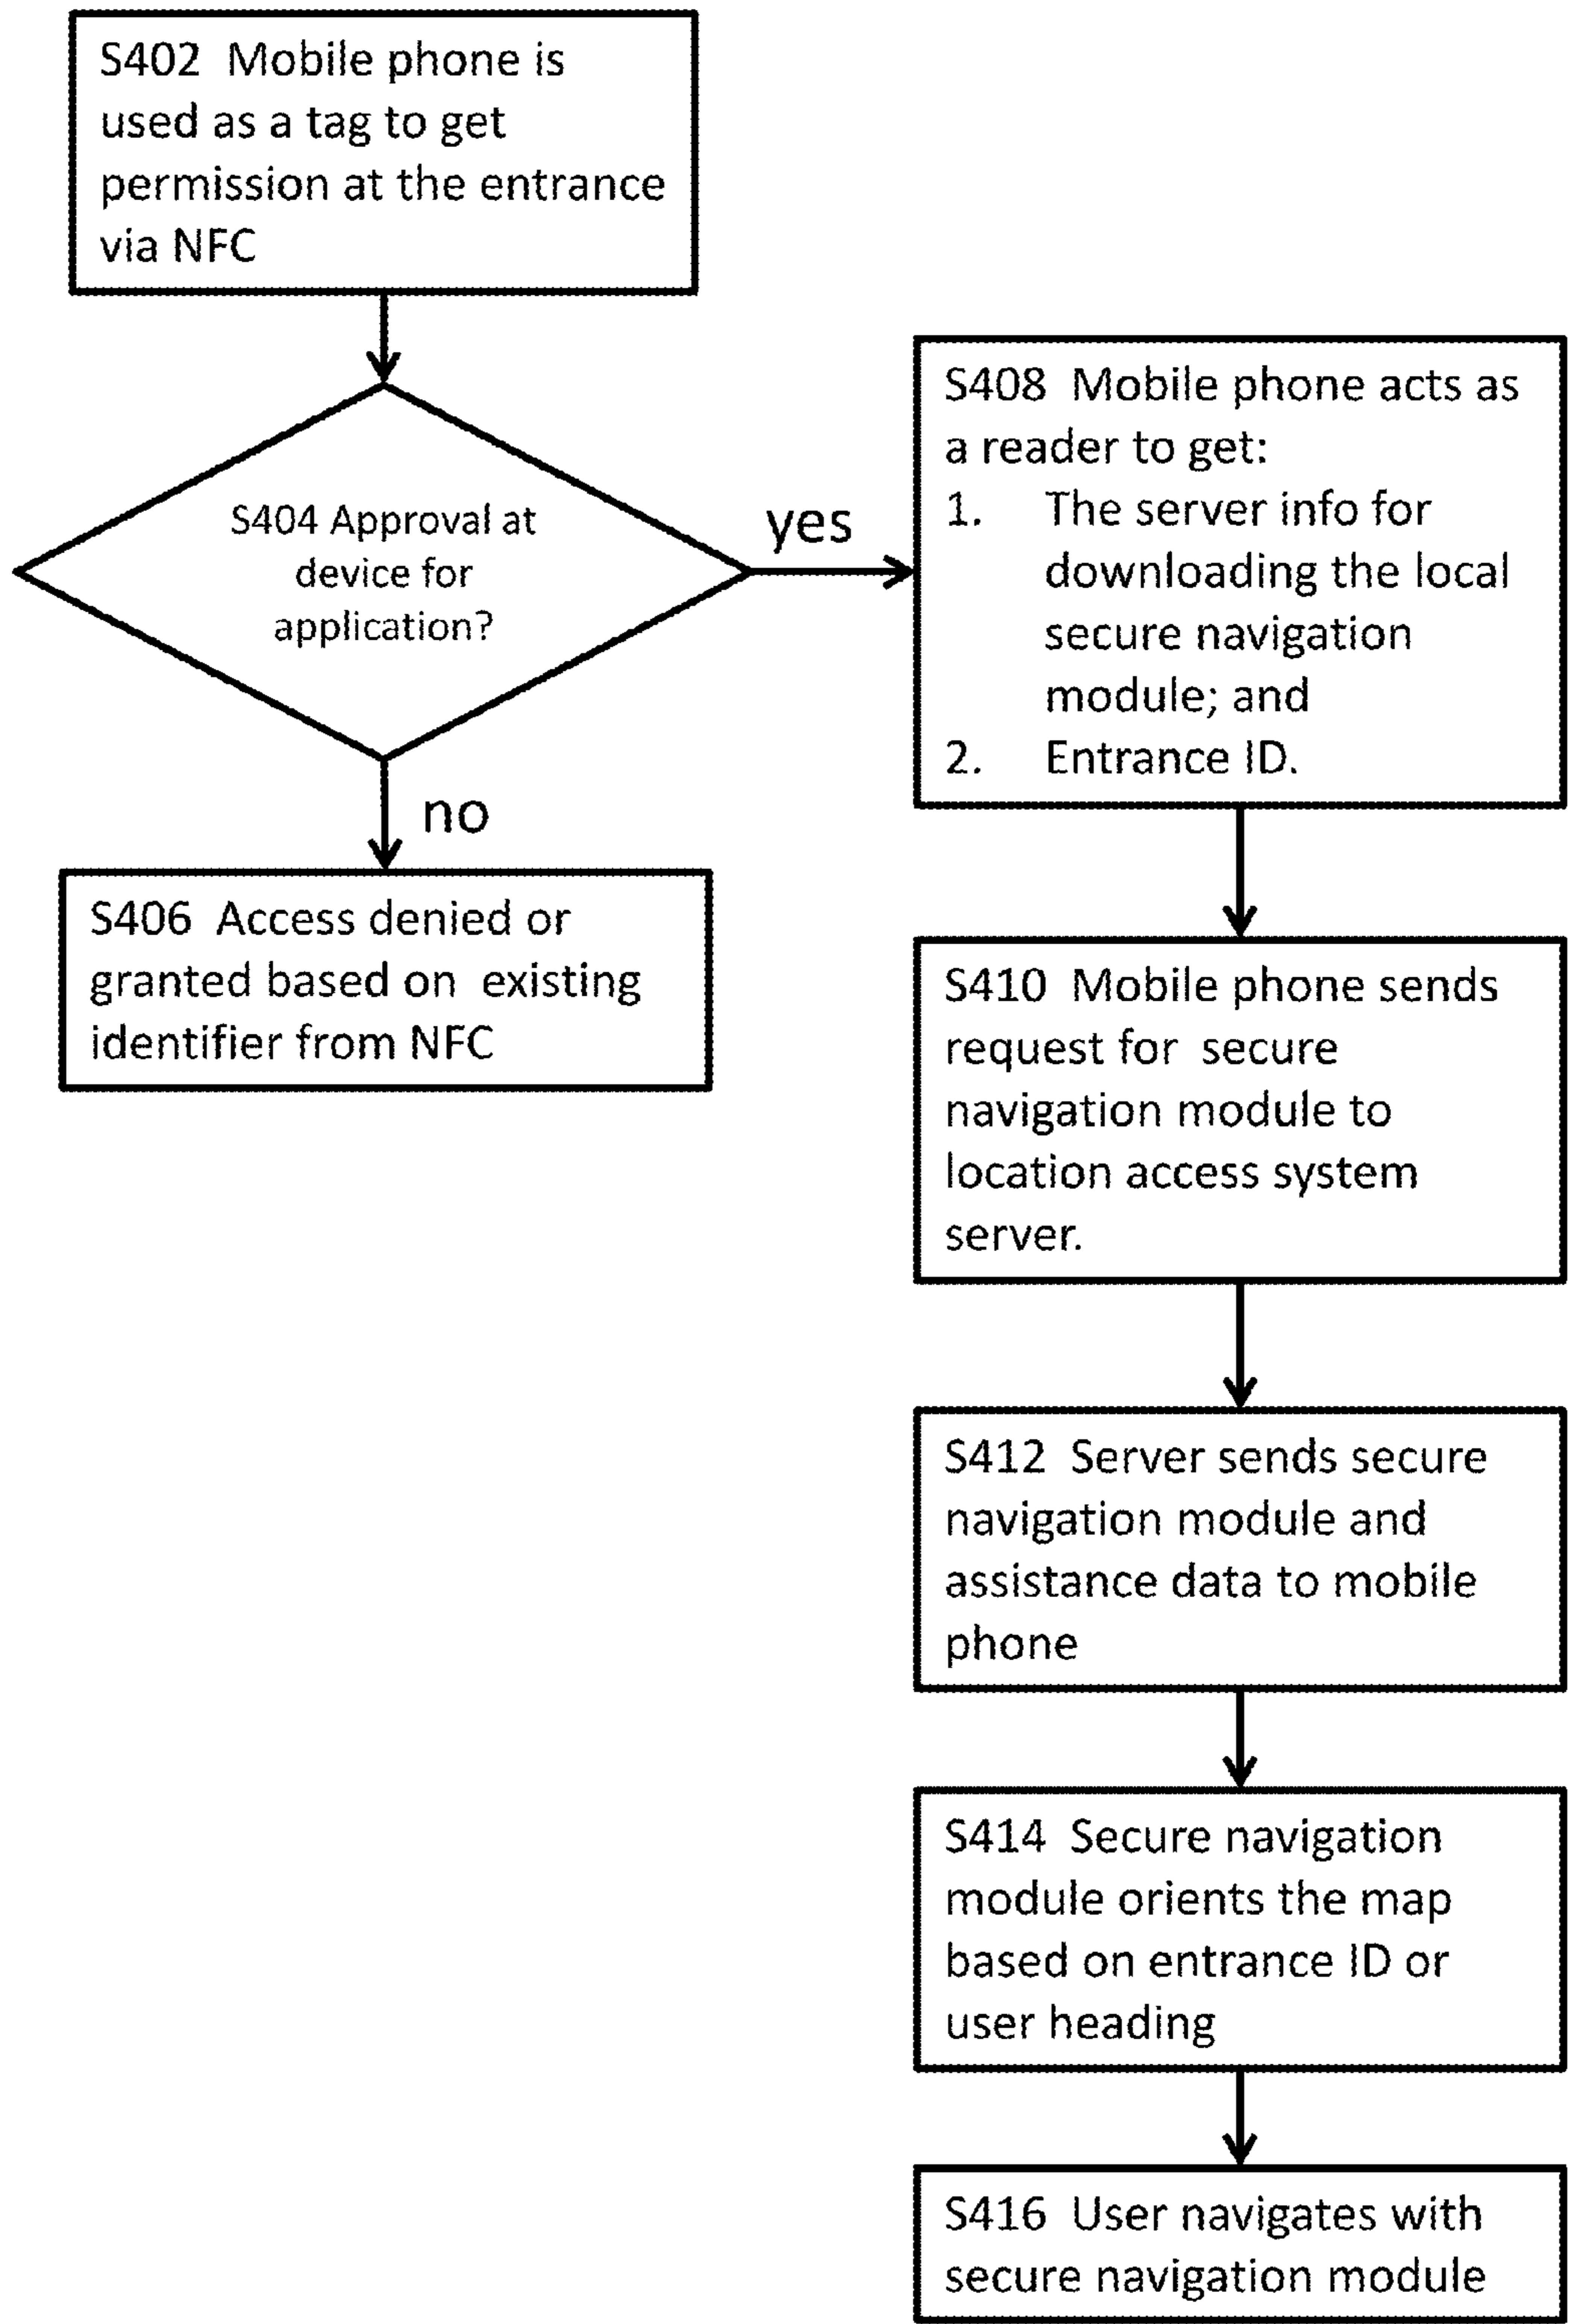 S402 Mobile phone is
used as a tag to get
permission at the entrance
via NFC
S404 Approval at
device for
application?
yes
no
S406 Access denied or
granted based on existing
identifier from NFC
S408 Mobile phone acts as
a reader to get:
1. The server info for
downloading the local
secure navigation
module; and
2. Entrance ID.
S410 Mobile phone sends
request for secure
navigation module to
location access system
server.
S412 Server sends secure
navigation module and
assistance data to mobile
phone
S414 Secure navigation
module orients the map
based on entrance ID or
user heading
S416 User navigates with
secure navigation module